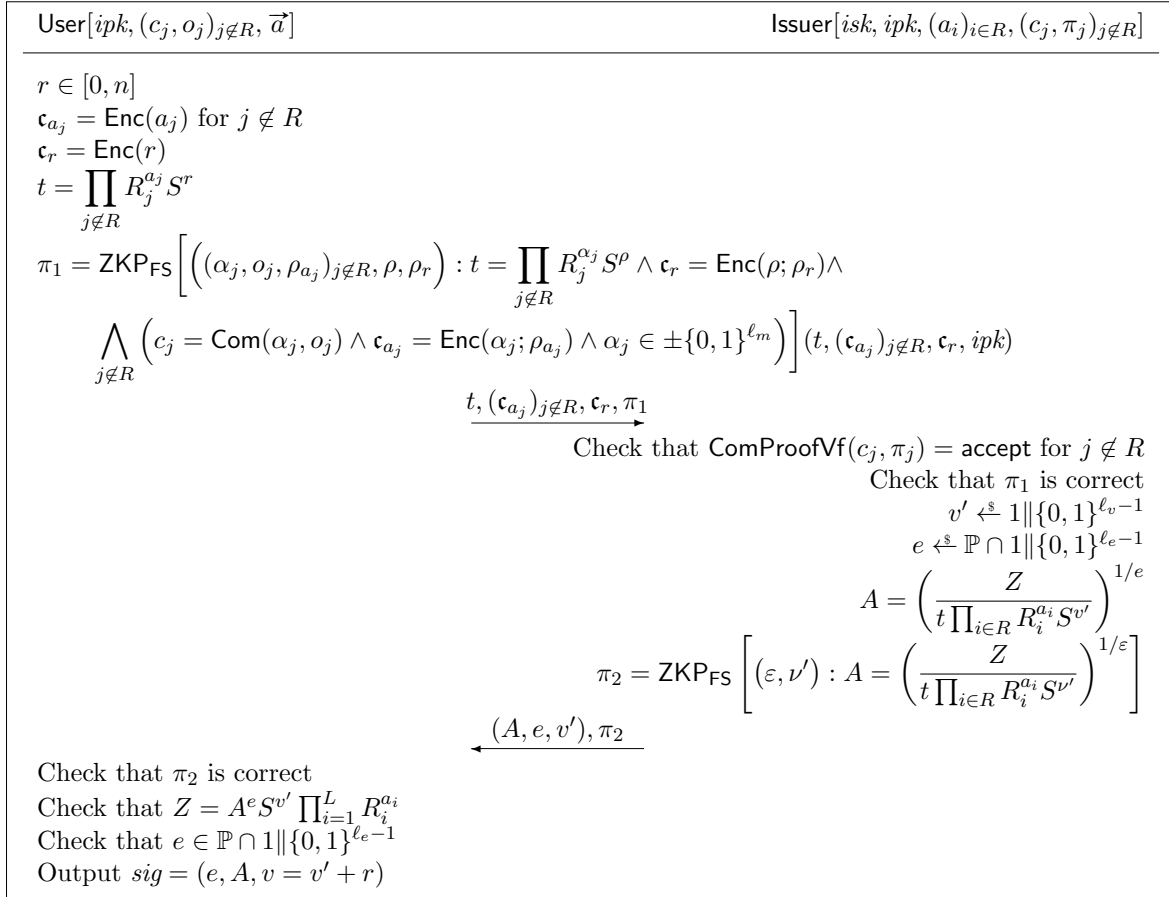 User[ipk, (c_j, o_j)_{j∉R}, \vec{a}] Issuer[isk, ipk, (a_i)_{i∈R}, (c_j, π_j)_{j∉R}]
r ∈ [0, n]
𝔠_{a_j} = Enc(a_j) for j ∉ R
𝔠_r = Enc(r)
t = ∏_{j∉R} R_j^{a_j} S^r
π_1 = ZKP_{FS}[((α_j, o_j, ρ_{a_j})_{j∉R}, ρ, ρ_r) : t = ∏_{j∉R} R_j^{α_j} S^ρ ∧ 𝔠_r = Enc(ρ; ρ_r)∧
⋀_{j∉R} (c_j = Com(α_j, o_j) ∧ 𝔠_{a_j} = Enc(α_j; ρ_{a_j}) ∧ α_j ∈ ±{0, 1}^{ℓ_m})](t, (𝔠_{a_j})_{j∉R}, 𝔠_r, ipk)
t, (𝔠_{a_j})_{j∉R}, 𝔠_r, π_1
Check that ComProofVf(c_j, π_j) = accept for j ∉ R
Check that π_1 is correct
v′ ←$ 1‖{0, 1}^{ℓ_v−1}
e ←$ ℙ ∩ 1‖{0, 1}^{ℓ_e−1}
A = (Z / (t ∏_{i∈R} R_i^{a_i} S^{v′}))^{1/e}
π_2 = ZKP_{FS} [(ε, ν′) : A = (Z / (t ∏_{i∈R} R_i^{a_i} S^{ν′}))^{1/ε}]
(A, e, v′), π_2
Check that π_2 is correct
Check that Z = A^e S^{v′} ∏_{i=1}^{L} R_i^{a_i}
Check that e ∈ ℙ ∩ 1‖{0, 1}^{ℓ_e−1}
Output sig = (e, A, v = v′ + r)